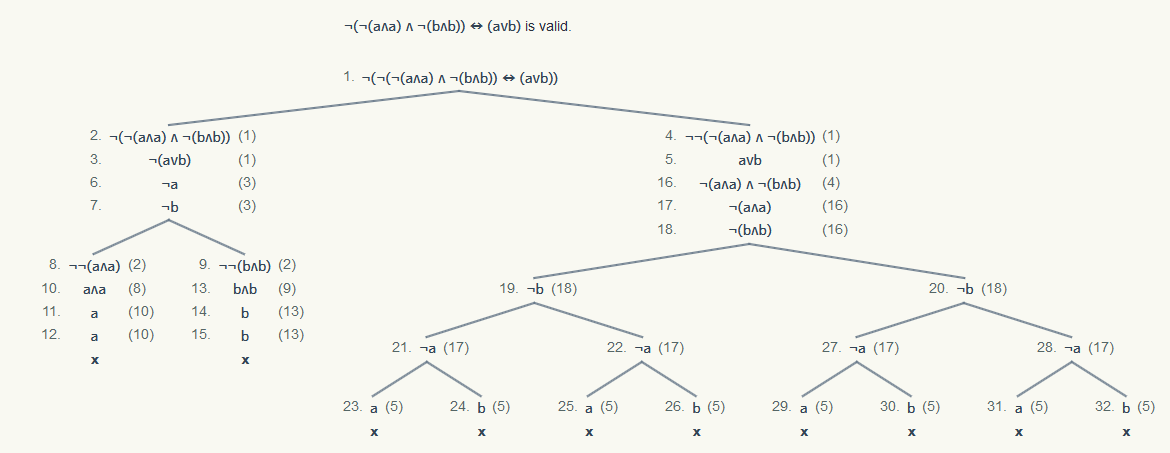 ¬(¬(a∧a) ∧ ¬(b∧b)) ↔ (a∨b) is valid.
1. ¬(¬(¬(a∧a) ∧ ¬(b∧b)) ↔ (a∨b))
2. ¬(¬(a∧a) ∧ ¬(b∧b)) (1)
3. ¬(a∨b) (1)
6. ¬a (3)
7. ¬b (3)
8. ¬¬(a∧a) (2)
10. a∧a (8)
11. a (10)
12. a (10)
x
9. ¬¬(b∧b) (2)
13. b∧b (9)
14. b (13)
15. b (13)
x
4. ¬¬(¬(a∧a) ∧ ¬(b∧b)) (1)
5. a∨b (1)
16. ¬(a∧a) ∧ ¬(b∧b) (4)
17. ¬(a∧a) (16)
18. ¬(b∧b) (16)
19. ¬b (18)
20. ¬b (18)
21. ¬a (17)
22. ¬a (17)
27. ¬a (17)
28. ¬a (17)
23. a (5)
x
24. b (5)
x
25. a (5)
x
26. b (5)
x
29. a (5)
x
30. b (5)
x
31. a (5)
x
32. b (5)
x